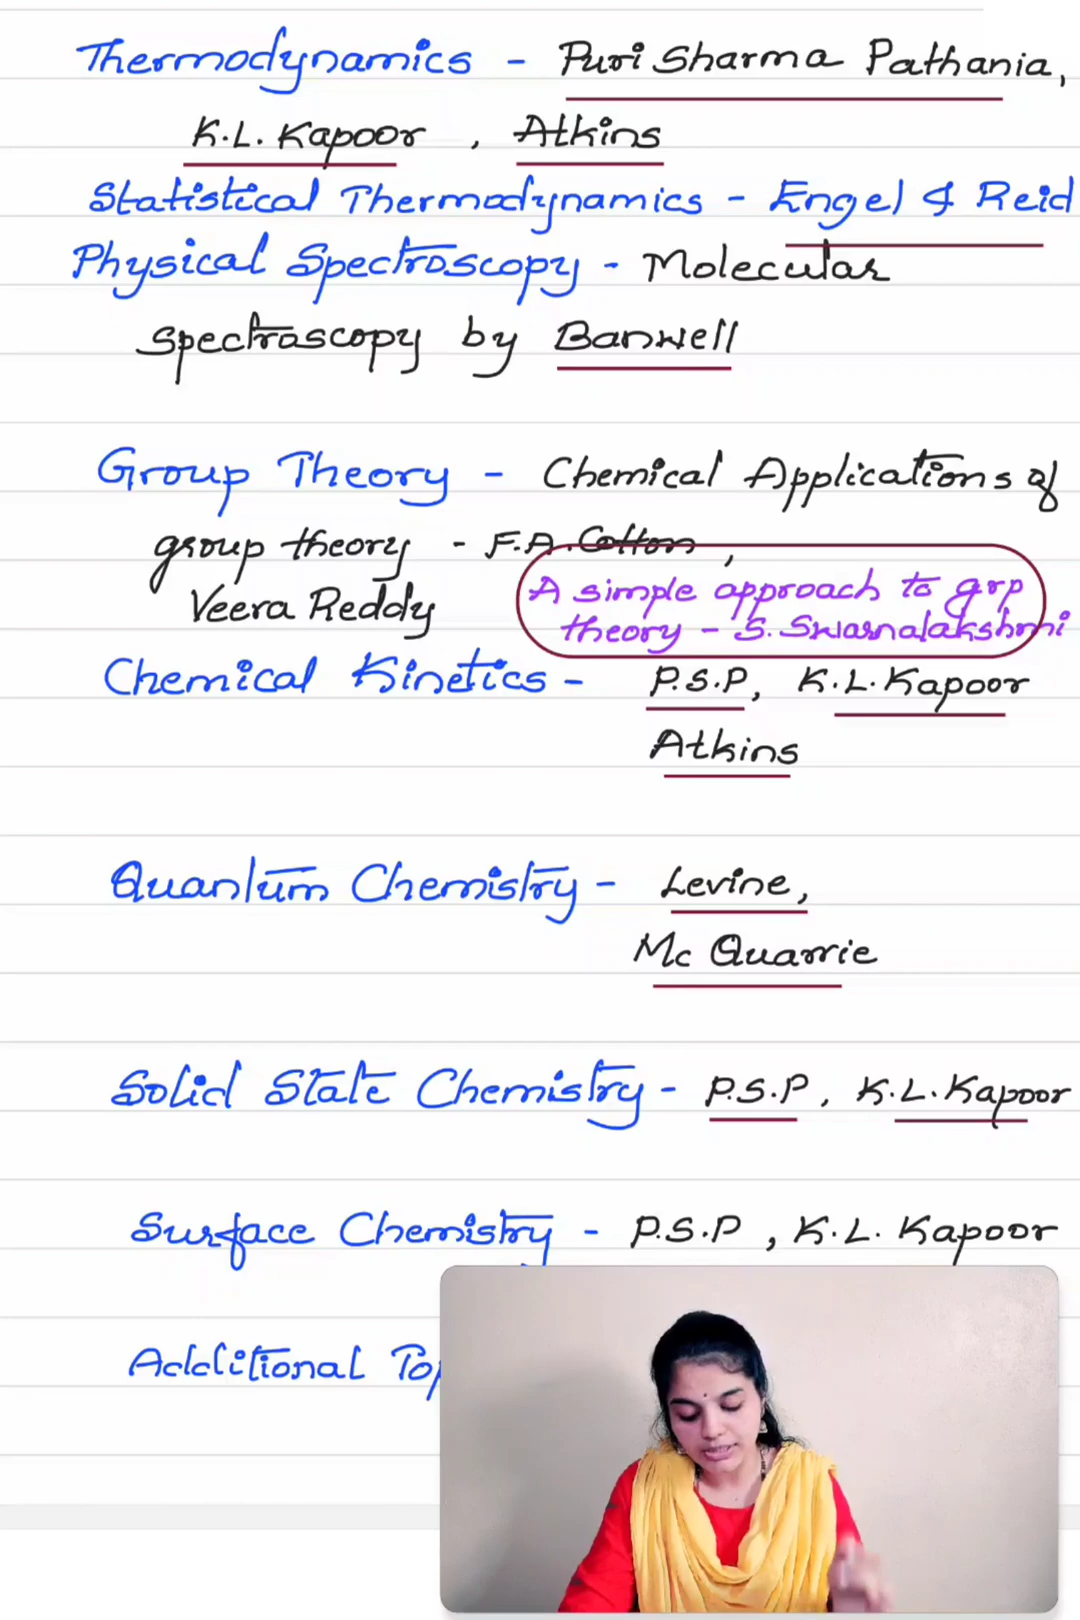 Thermodynamics - Puri Sharma Pathania,
K.L. Kapoor , Atkins
Statistical Thermodynamics - Engel & Reid
Physical Spectroscopy - Molecular
spectroscopy by Banwell
Group Theory - Chemical Applications of
group theory - F.A. Cotton ,
Veera Reddy
A simple approach to grp
theory - S. Swarnalakshmi
Chemical Kinetics - P.S.P, K.L. Kapoor
Atkins
Quantum Chemistry - Levine,
Mc Quarrie
Solid State Chemistry - P.S.P, K.L. Kapoor
Surface Chemistry - P.S.P , K.L. Kapoor
Additional Top